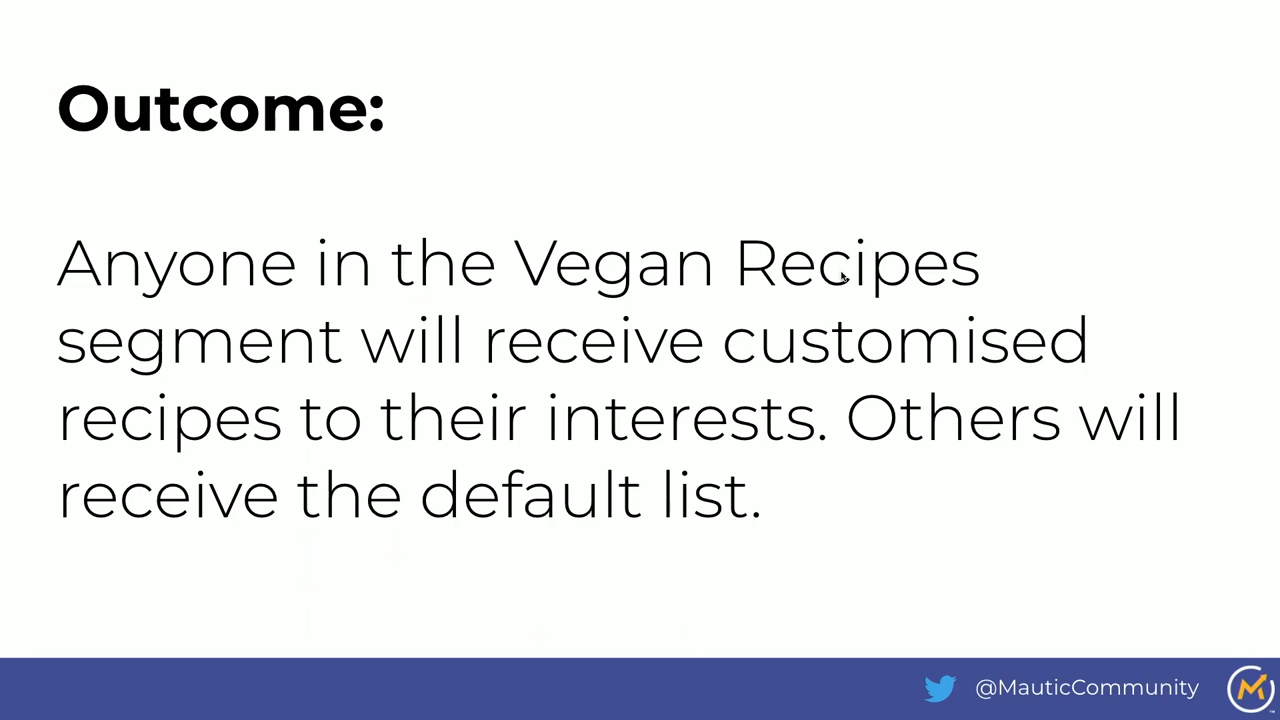 Outcome:
Anyone in the Vegan Recipes
segment will receive customised
recipes to their interests. Others will
receive the default list.
@MauticCommunity